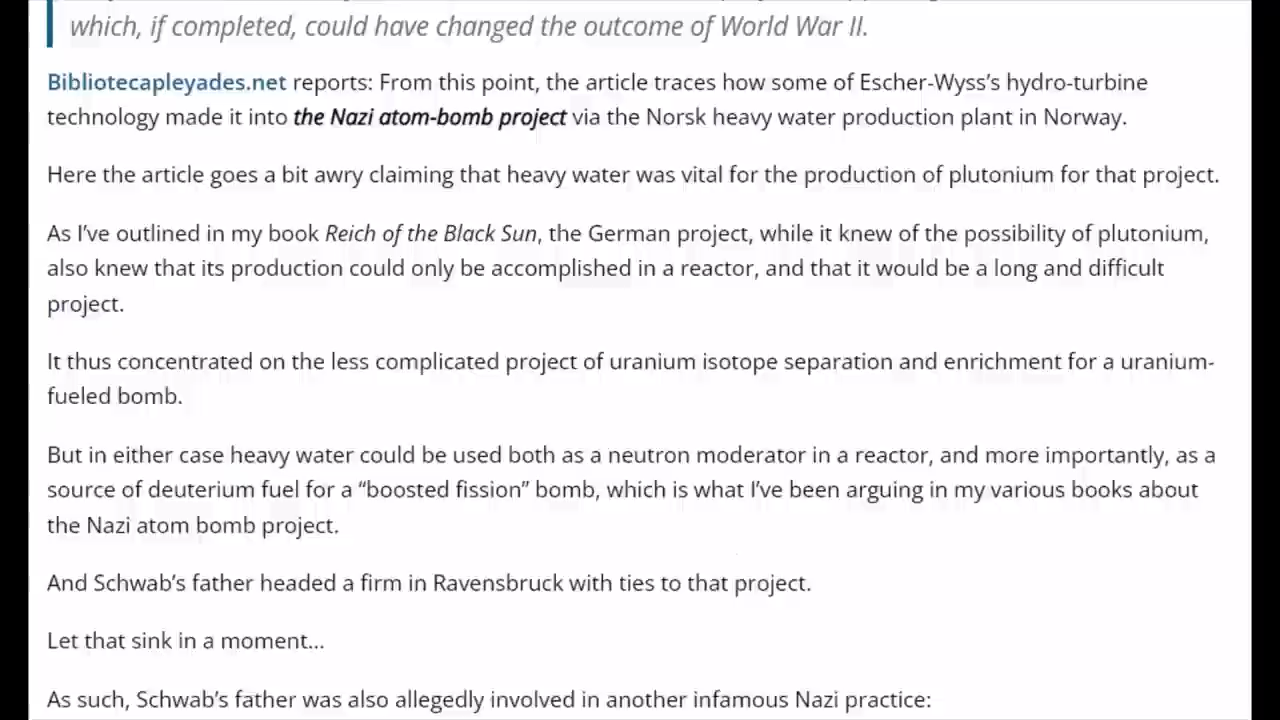 which, if completed, could have changed the outcome of World War II.
Bibliotecapleyades.net reports: From this point, the article traces how some of Escher-Wyss’s hydro-turbine
technology made it into the Nazi atom-bomb project via the Norsk heavy water production plant in Norway.
Here the article goes a bit awry claiming that heavy water was vital for the production of plutonium for that project.
As I’ve outlined in my book Reich of the Black Sun, the German project, while it knew of the possibility of plutonium,
also knew that its production could only be accomplished in a reactor, and that it would be a long and difficult
project.
It thus concentrated on the less complicated project of uranium isotope separation and enrichment for a uranium-
fueled bomb.
But in either case heavy water could be used both as a neutron moderator in a reactor, and more importantly, as a
source of deuterium fuel for a “boosted fission” bomb, which is what I’ve been arguing in my various books about
the Nazi atom bomb project.
And Schwab’s father headed a firm in Ravensbruck with ties to that project.
Let that sink in a moment...
As such, Schwab’s father was also allegedly involved in another infamous Nazi practice: